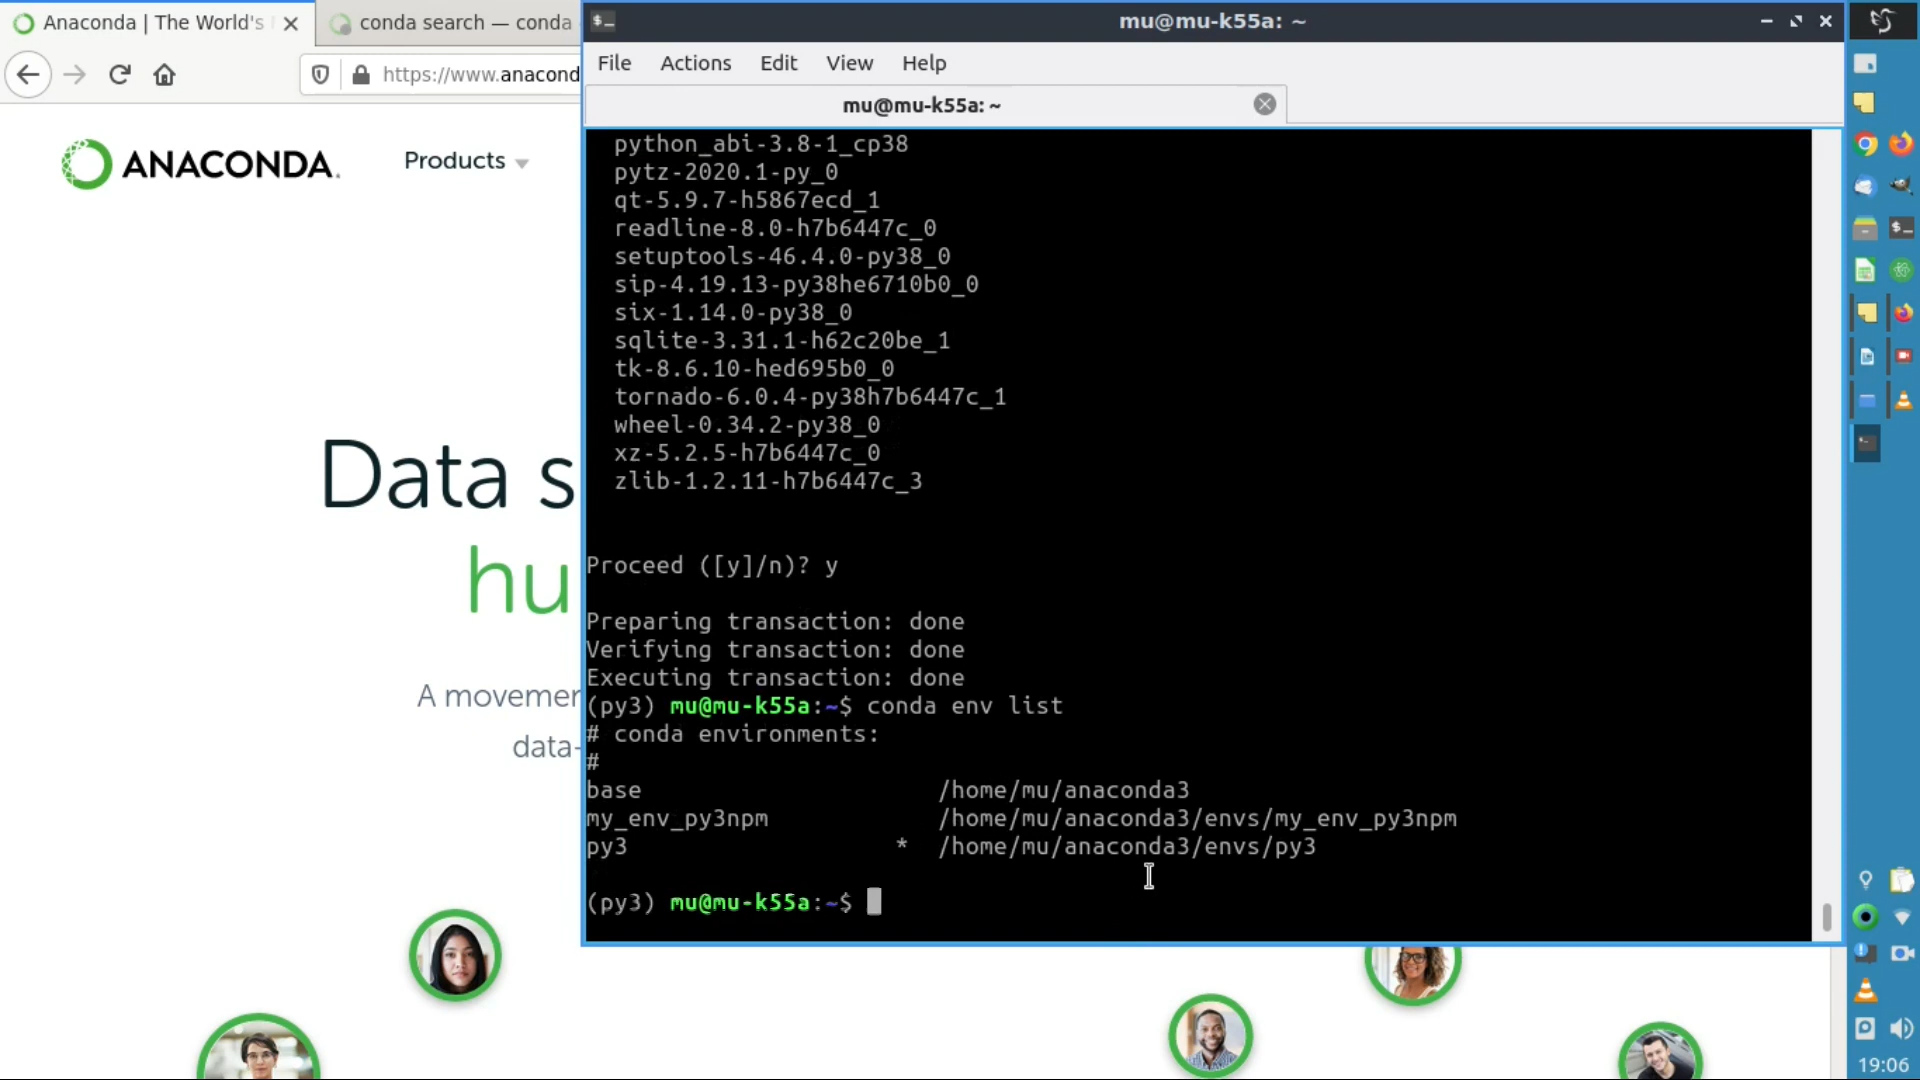 Anaconda | The World's
conda search — conda
mu@mu-k55a: ~
https://www.anacond
File Actions Edit View Help
mu@mu-k55a: ~
ANACONDA.
Products
Data s
hu
A movemen
data-
python_abi-3.8-1_cp38
pytz-2020.1-py_0
qt-5.9.7-h5867ecd_1
readline-8.0-h7b6447c_0
setuptools-46.4.0-py38_0
sip-4.19.13-py38he6710b0_0
six-1.14.0-py38_0
sqlite-3.31.1-h62c20be_1
tk-8.6.10-hed695b0_0
tornado-6.0.4-py38h7b6447c_1
wheel-0.34.2-py38_0
xz-5.2.5-h7b6447c_0
zlib-1.2.11-h7b6447c_3
Proceed ([y]/n)? y
Preparing transaction: done
Verifying transaction: done
Executing transaction: done
(py3) mu@mu-k55a:~$ conda env list
# conda environments:
#
base /home/mu/anaconda3
my_env_py3npm /home/mu/anaconda3/envs/my_env_py3npm
py3 * /home/mu/anaconda3/envs/py3
(py3) mu@mu-k55a:~$
19:06